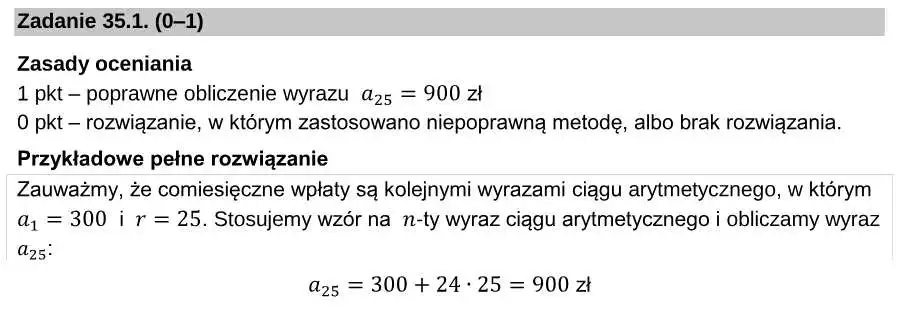 Zadanie 35.1. (0–1)
Zasady oceniania
1 pkt – poprawne obliczenie wyrazu a₂₅ = 900 zł
0 pkt – rozwiązanie, w którym zastosowano niepoprawną metodę, albo brak rozwiązania.
Przykładowe pełne rozwiązanie
Zauważmy, że comiesięczne wpłaty są kolejnymi wyrazami ciągu arytmetycznego, w którym
a₁ = 300 i r = 25. Stosujemy wzór na n-ty wyraz ciągu arytmetycznego i obliczamy wyraz
a₂₅:
a₂₅ = 300 + 24 · 25 = 900 zł